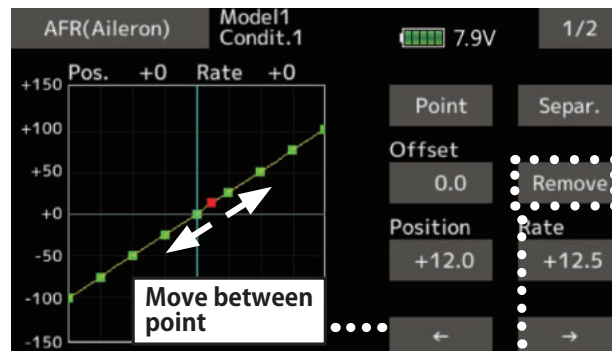 AFR(Aileron)
Model1
Condit.1
7.9V
1/2
Pos. +0 Rate +0
+150
+100
+50
+0
-50
-100
-150
Point
Separ.
Offset
0.0
Remove
Position
Rate
+12.0
+12.5
Move between
point
←
→